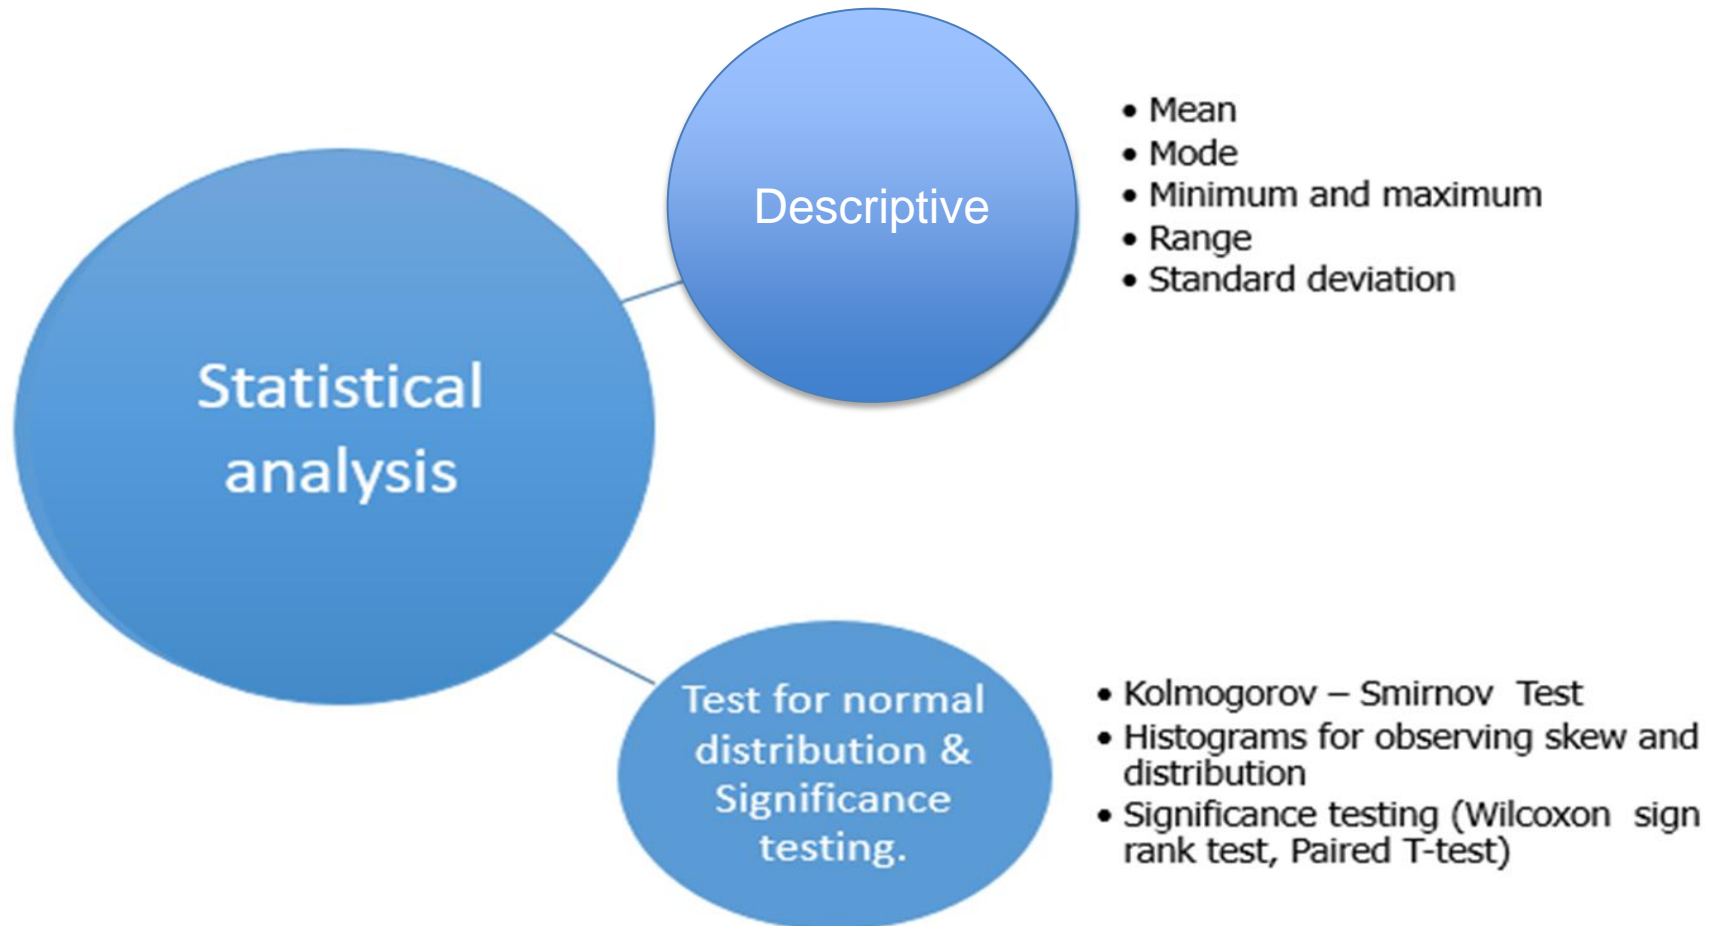 Statistical
analysis
Descriptive
• Mean
• Mode
• Minimum and maximum
• Range
• Standard deviation
Test for normal
distribution &
Significance
testing.
• Kolmogorov – Smirnov Test
• Histograms for observing skew and
distribution
• Significance testing (Wilcoxon sign
rank test, Paired T-test)